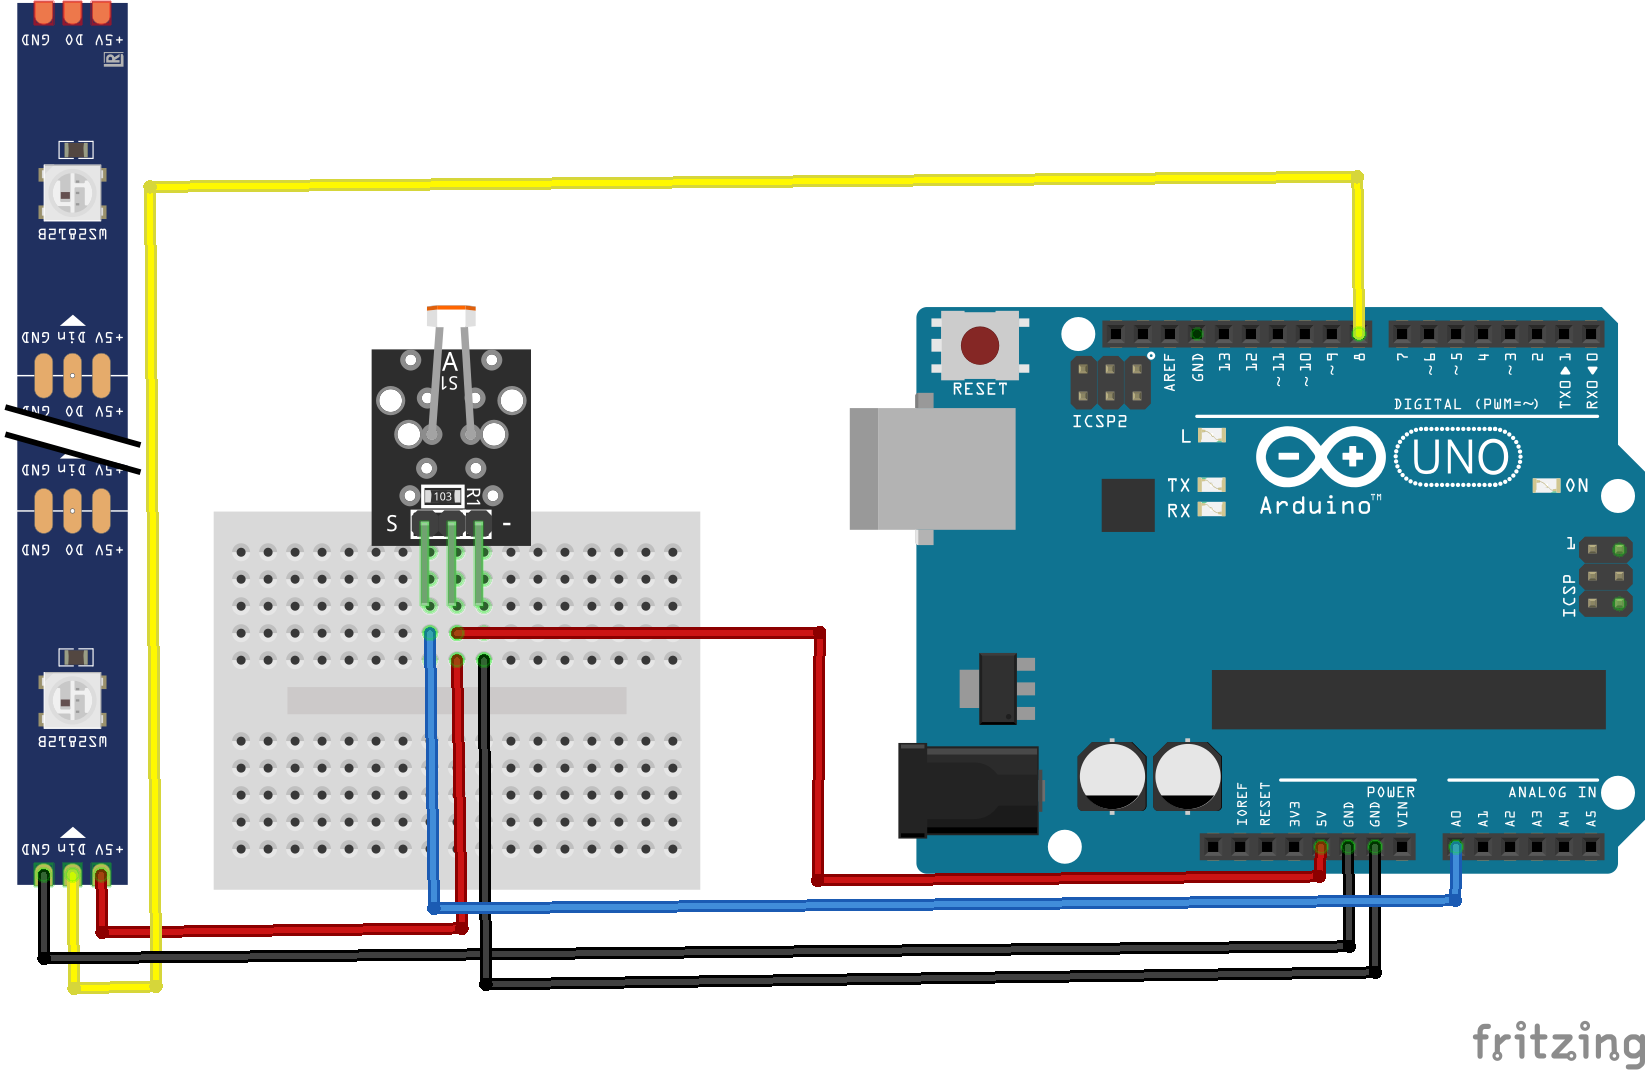 GND DO +5V
R
WS2812B
GND Din +5V
GND DO +5V
GND Din +5V
GND DO +5V
WS2812B
GND Din +5V
A
S1
103
R1
S -
RESET
ICSP2
AREF
GND
13
12
~11
~10
~9
8
7
~6
~5
4
~3
2
TX0 ▶ 1
RX0 ◀ 0
DIGITAL (PWM=~)
L
TX
RX
UNO
Arduino™
ON
1
ICSP
IOREF
RESET
3V3
5V
GND
GND
VIN
POWER
ANALOG IN
A0
A1
A2
A3
A4
A5
fritzing